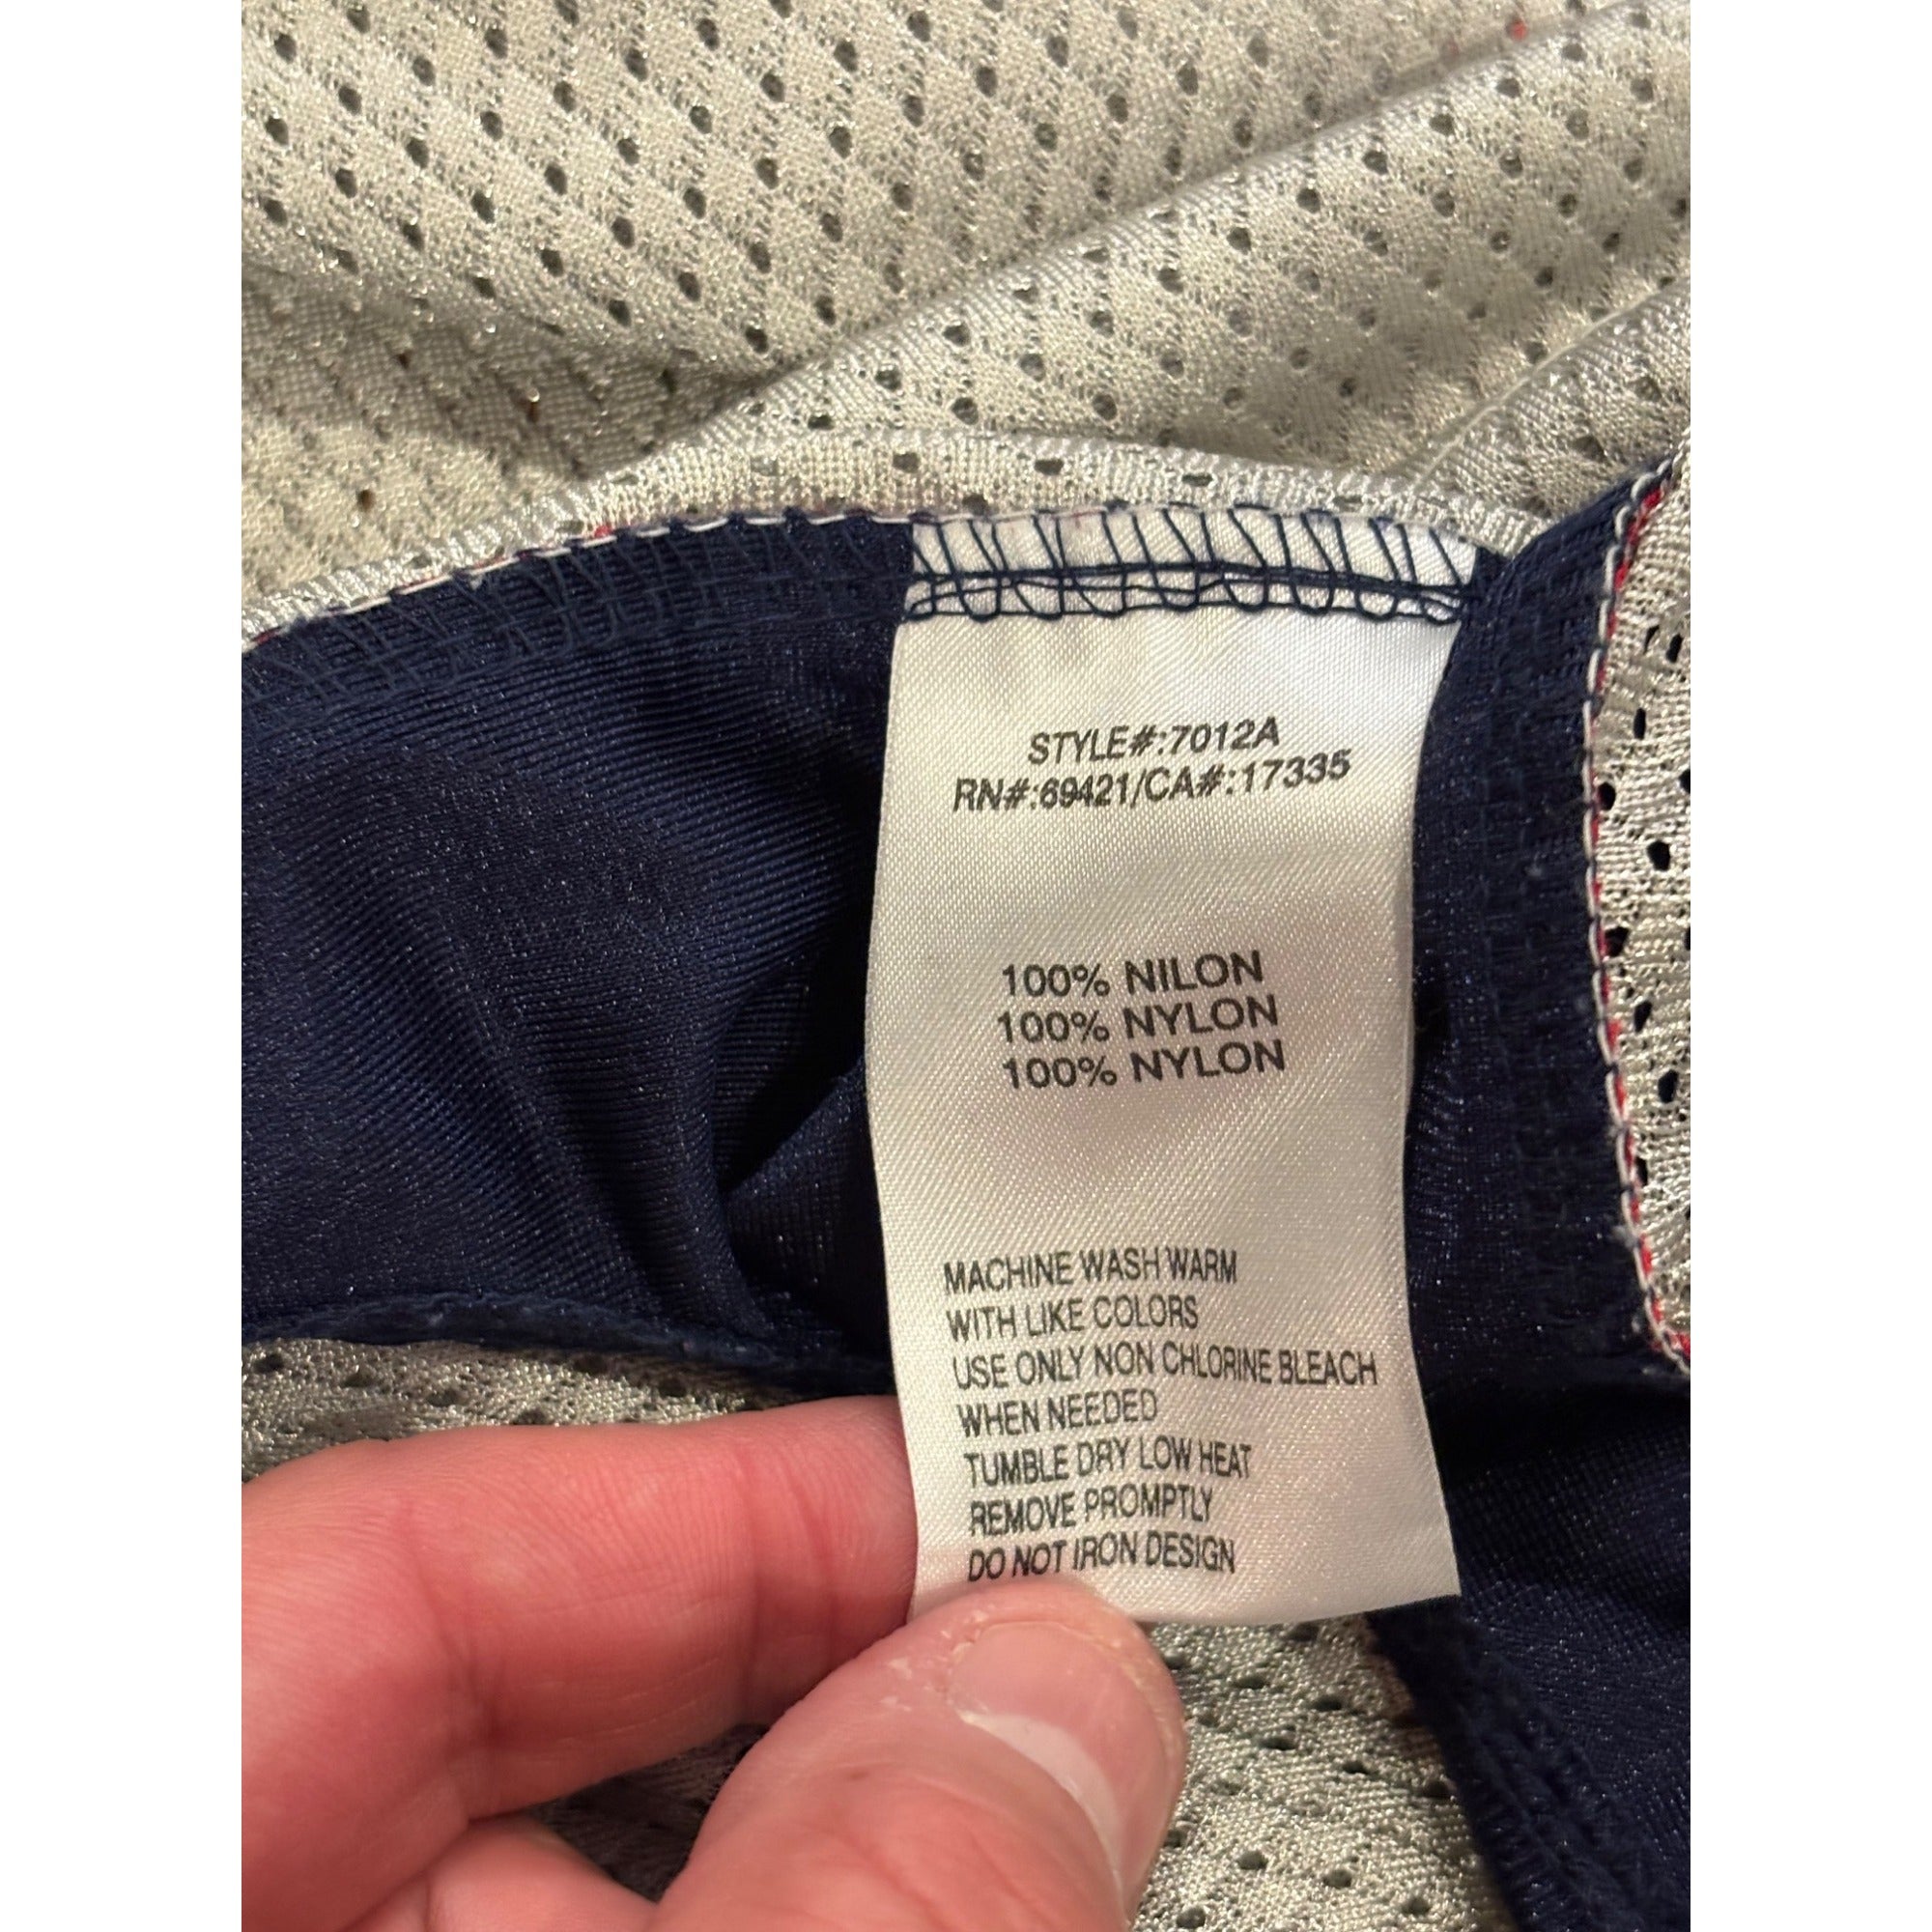 STYLE#:7012A
RN#:69421/CA#:17335
100% NILON
100% NYLON
100% NYLON
MACHINE WASH WARM
WITH LIKE COLORS
USE ONLY NON CHLORINE BLEACH
WHEN NEEDED
TUMBLE DRY LOW HEAT
REMOVE PROMPTLY
DO NOT IRON DESIGN